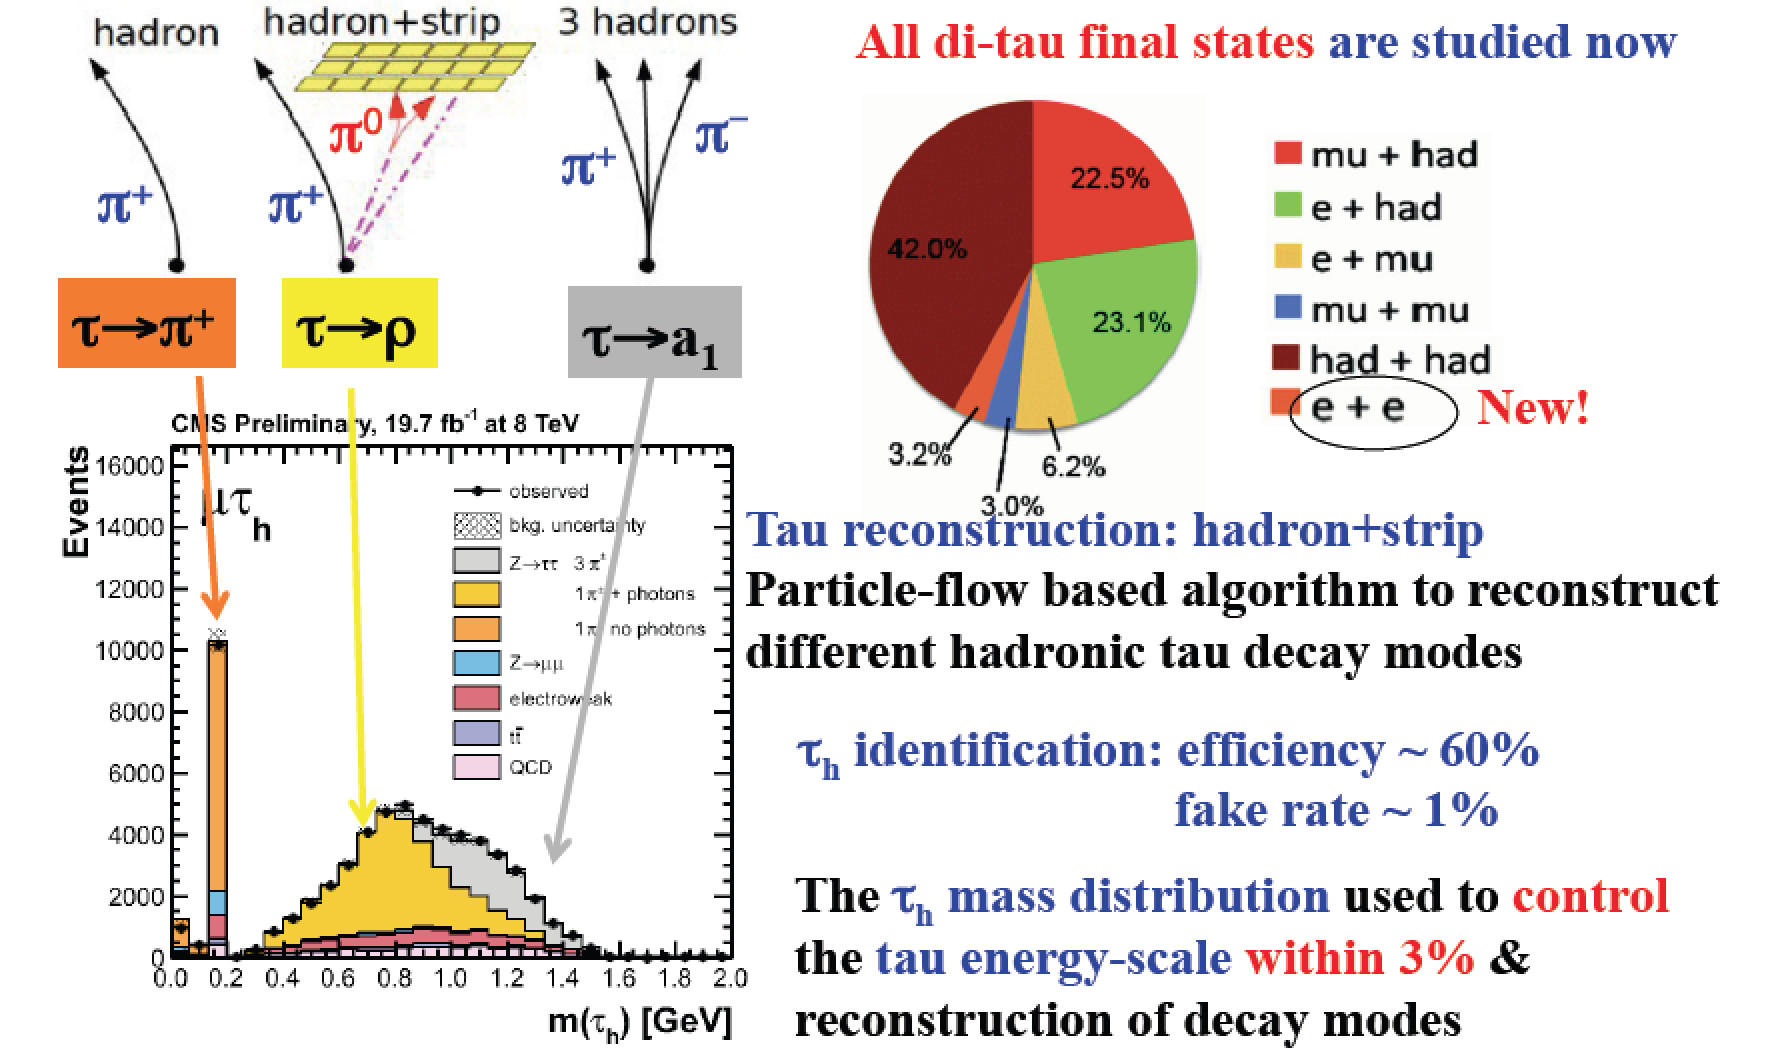 hadron
hadron+strip
3 hadrons
π⁺
π⁺
π⁰
π⁺
π⁻
τ→π⁺
τ→ρ
τ→a₁
CMS Preliminary, 19.7 fb⁻¹ at 8 TeV
Events
16000
14000
12000
10000
8000
6000
4000
2000
0
μτₕ
observed
bkg. uncertainty
Z→ττ 3 π±
1π± + photons
1π± no photons
Z→μμ
electroweak
tt̄
QCD
0.0 0.2 0.4 0.6 0.8 1.0 1.2 1.4 1.6 1.8 2.0
m(τₕ) [GeV]
All di-tau final states are studied now
22.5%
42.0%
23.1%
3.2%
6.2%
3.0%
mu + had
e + had
e + mu
mu + mu
had + had
e + e New!
Tau reconstruction: hadron+strip
Particle-flow based algorithm to reconstruct
different hadronic tau decay modes
τₕ identification: efficiency ~ 60%
fake rate ~ 1%
The τₕ mass distribution used to control
the tau energy-scale within 3% &
reconstruction of decay modes